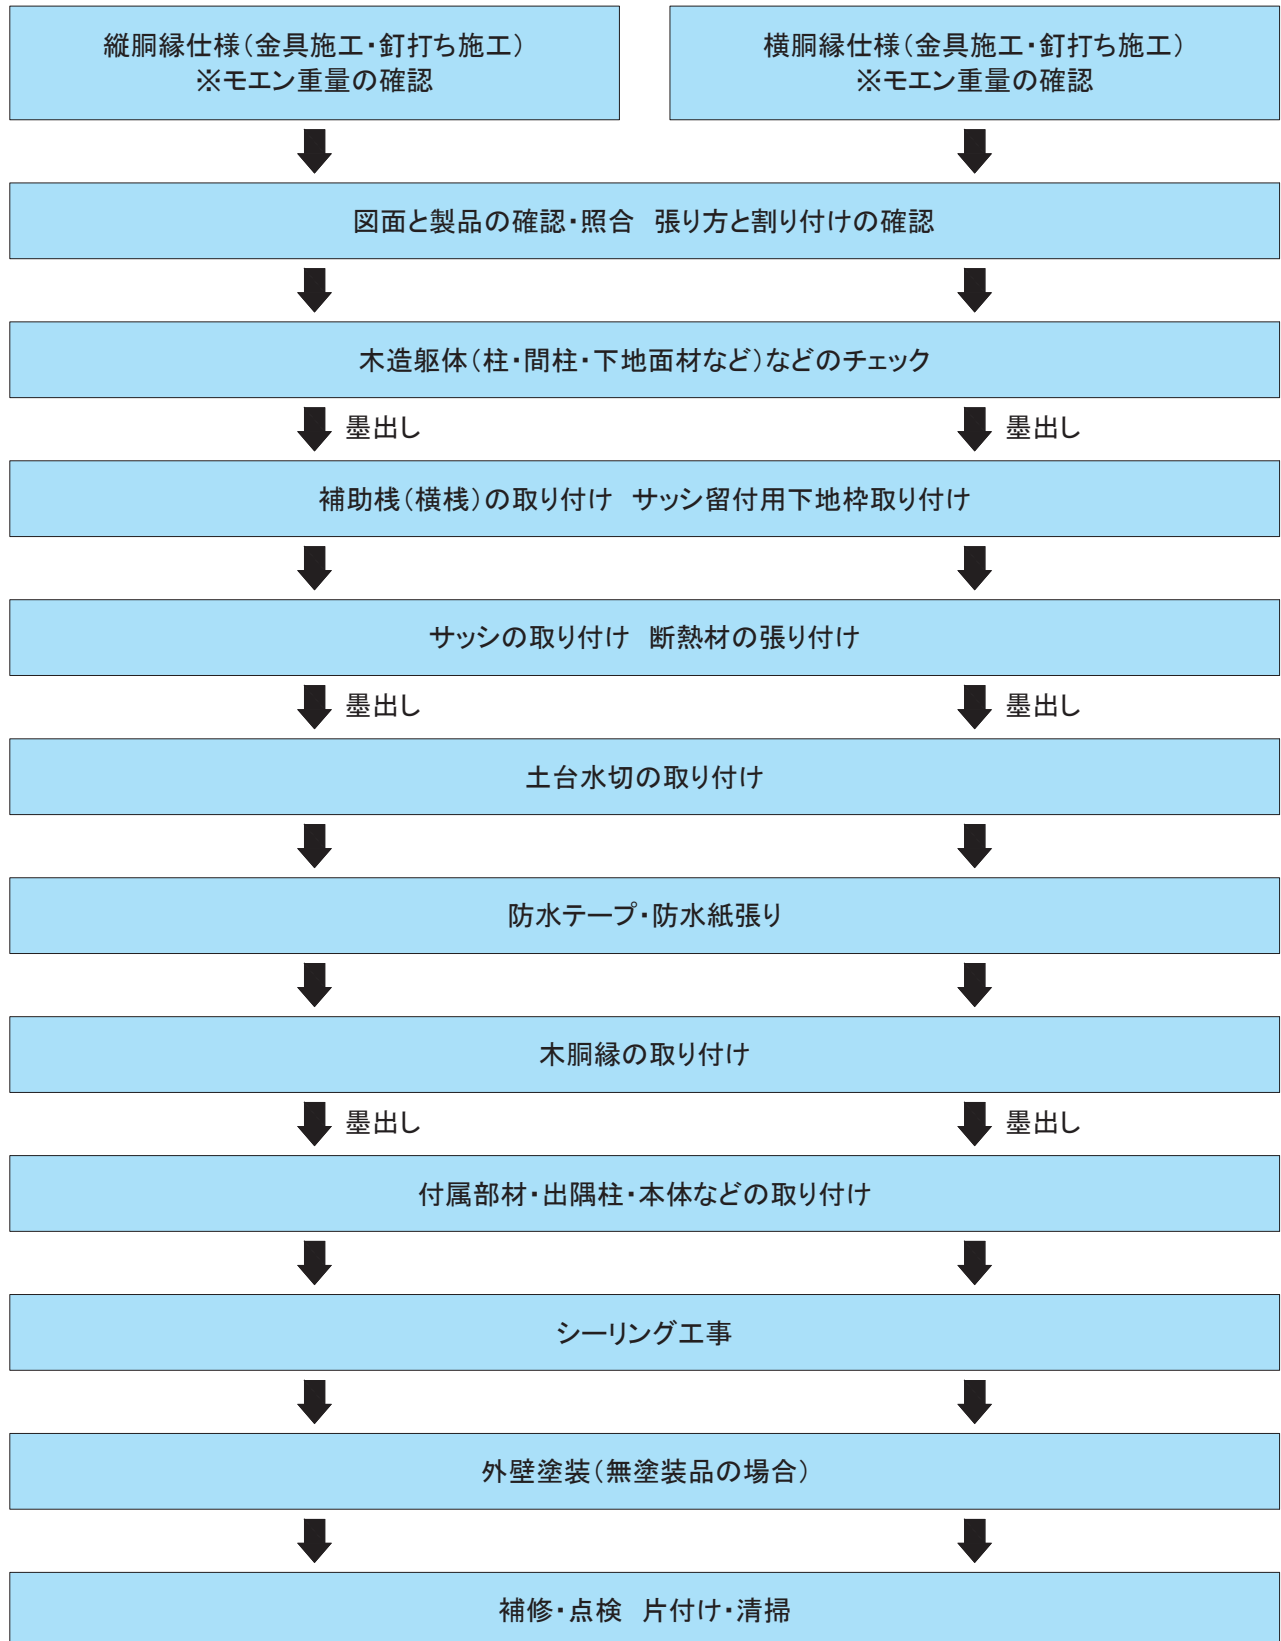 縦胴縁仕様（金具施工・釘打ち施工）
※モエン重量の確認
横胴縁仕様（金具施工・釘打ち施工）
※モエン重量の確認
図面と製品の確認・照合　張り方と割り付けの確認
木造躯体（柱・間柱・下地面材など）などのチェック
墨出し
墨出し
補助桟（横桟）の取り付け　サッシ留付用下地枠取り付け
サッシの取り付け　断熱材の張り付け
墨出し
墨出し
土台水切の取り付け
防水テープ・防水紙張り
木胴縁の取り付け
墨出し
墨出し
付属部材・出隅柱・本体などの取り付け
シーリング工事
外壁塗装（無塗装品の場合）
補修・点検　片付け・清掃